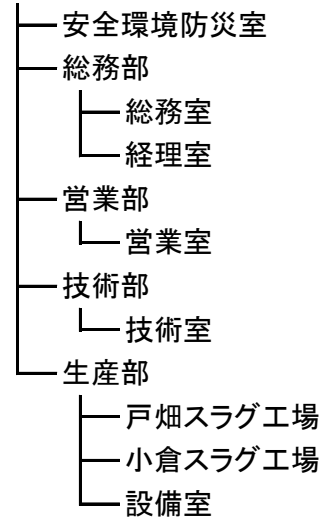 安全環境防災室
総務部
総務室
経理室
営業部
営業室
技術部
技術室
生産部
戸畑スラグ工場
小倉スラグ工場
設備室